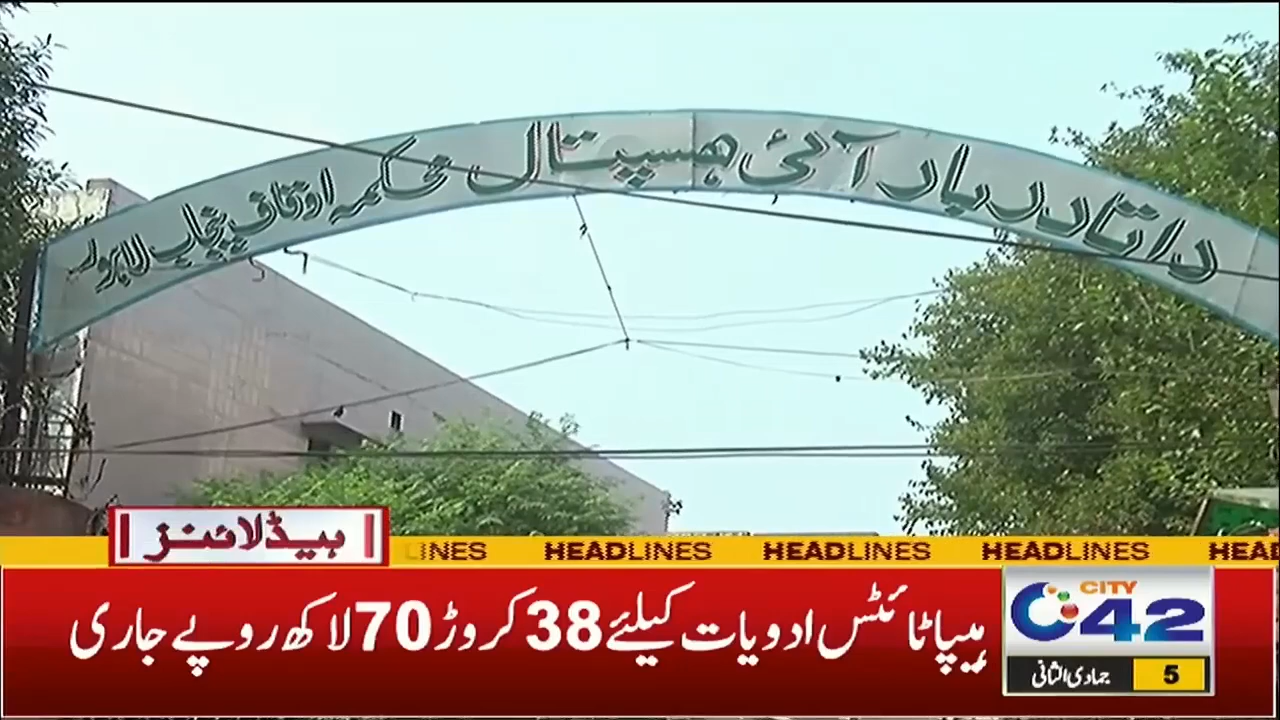 داتا دربار آئی ہسپتال محکمہ اوقاف پنجاب لاہور
ہیڈلائنز
LINES HEADLINES HEADLINES HEADLINES HEA
ہیپاٹائٹس ادویات کیلئے 38 کروڑ 70 لاکھ روپے جاری
CITY
42
جمادی الثانی 5